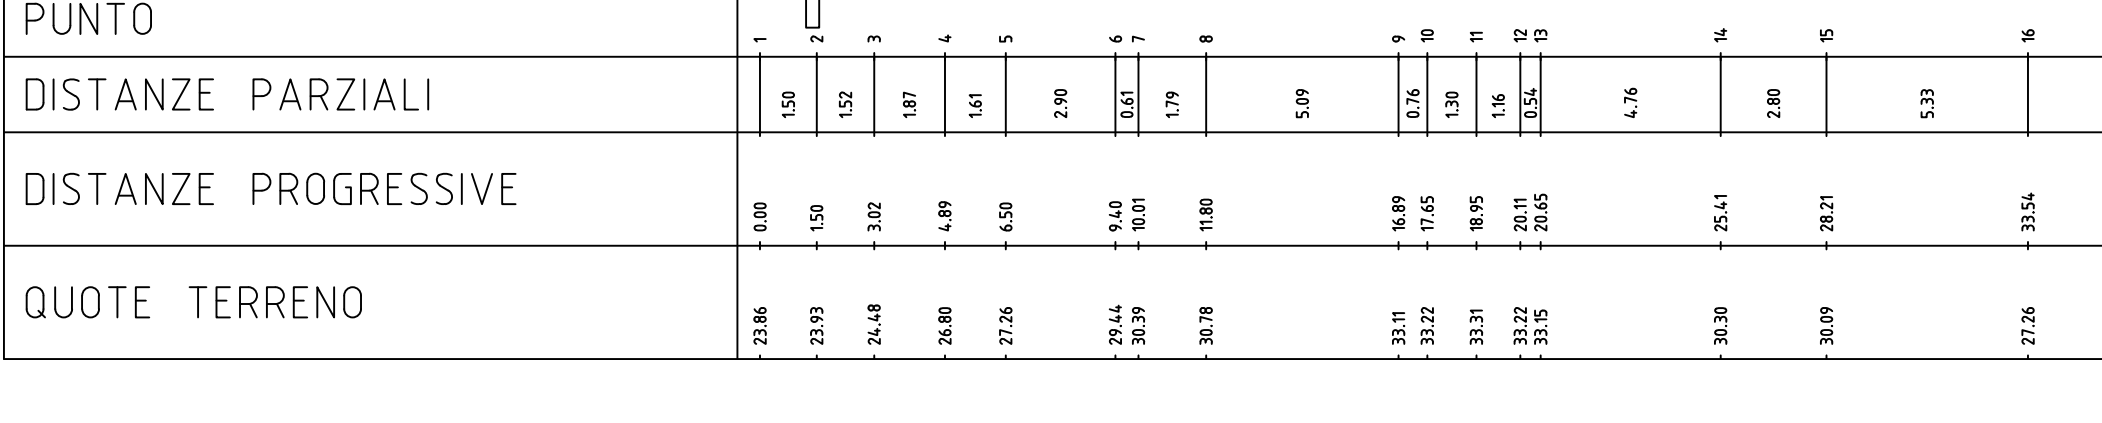 PUNTO 1 2 3 4 5 6 7 8 9 10 11 12 13 14 15 16
DISTANZE PARZIALI 1.50 1.52 1.87 1.61 2.90 0.61 1.79 5.09 0.76 1.30 1.16 0.54 4.76 2.80 5.33
DISTANZE PROGRESSIVE 0.00 1.50 3.02 4.89 6.50 9.40 10.01 11.80 16.89 17.65 18.95 20.11 20.65 25.41 28.21 33.54
QUOTE TERRENO 23.86 23.93 24.48 26.80 27.26 29.44 30.39 30.78 33.11 33.22 33.31 33.22 33.15 30.30 30.09 27.26